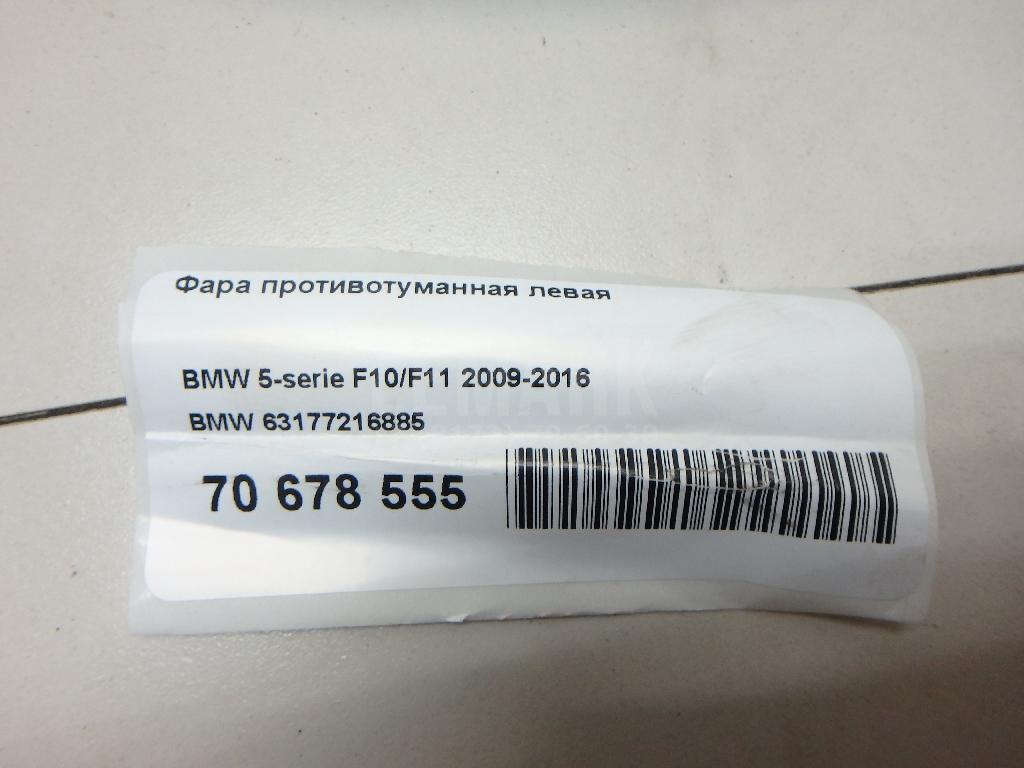 Фара противотуманная левая
BMW 5-serie F10/F11 2009-2016
BMW 63177216885
70 678 555